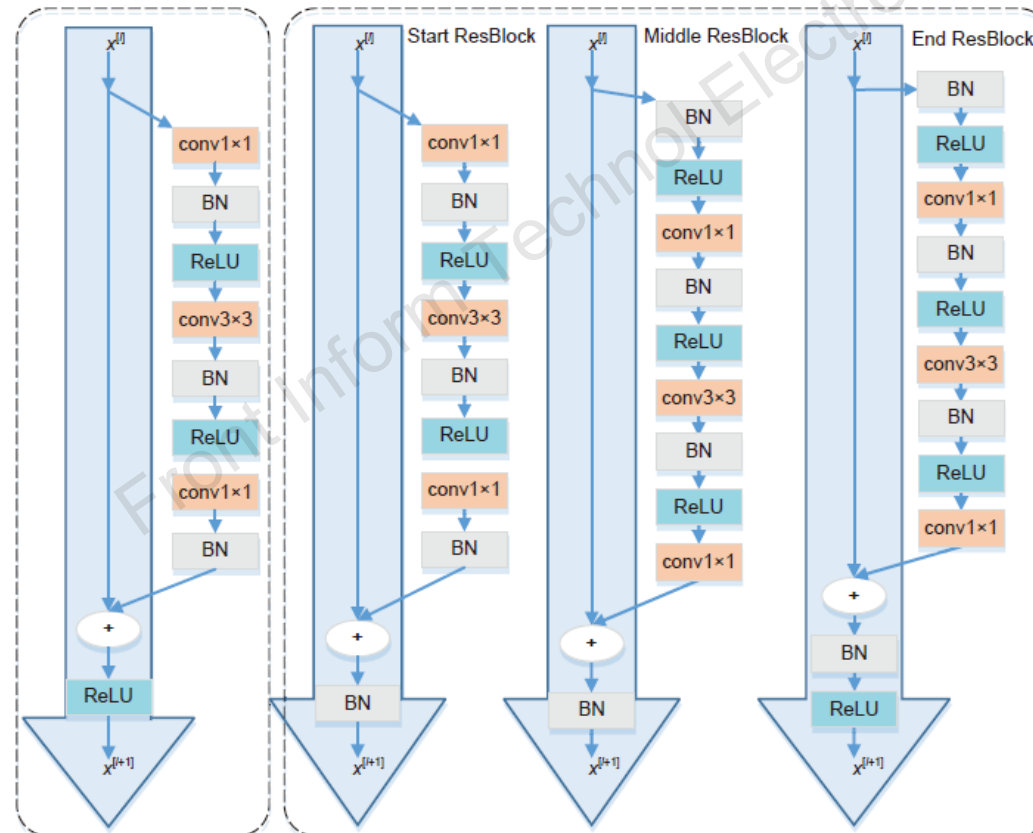 x[l]
conv1×1
BN
ReLU
conv3×3
BN
ReLU
conv1×1
BN
+
ReLU
x[l+1]
Start ResBlock
x[l]
conv1×1
BN
ReLU
conv3×3
BN
ReLU
conv1×1
BN
+
BN
x[l+1]
Middle ResBlock
x[l]
BN
ReLU
conv1×1
BN
ReLU
conv3×3
BN
ReLU
conv1×1
+
BN
x[l+1]
End ResBlock
x[l]
BN
ReLU
conv1×1
BN
ReLU
conv3×3
BN
ReLU
conv1×1
+
BN
ReLU
x[l+1]
Front Inform Technol Electro